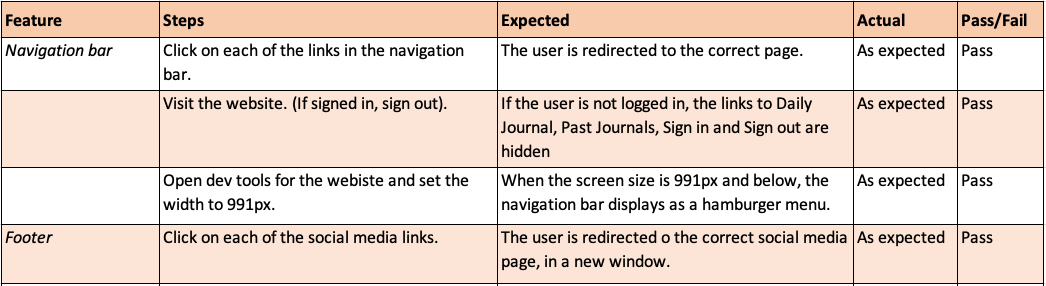 Feature Steps Expected Actual Pass/Fail
Navigation bar Click on each of the links in the navigation The user is redirected to the correct page. As expected Pass
bar.
Visit the website. (If signed in, sign out). If the user is not logged in, the links to Daily As expected Pass
Journal, Past Journals, Sign in and Sign out are
hidden
Open dev tools for the webiste and set the When the screen size is 991px and below, the As expected Pass
width to 991px. navigation bar displays as a hamburger menu.
Footer Click on each of the social media links. The user is redirected o the correct social media As expected Pass
page, in a new window.